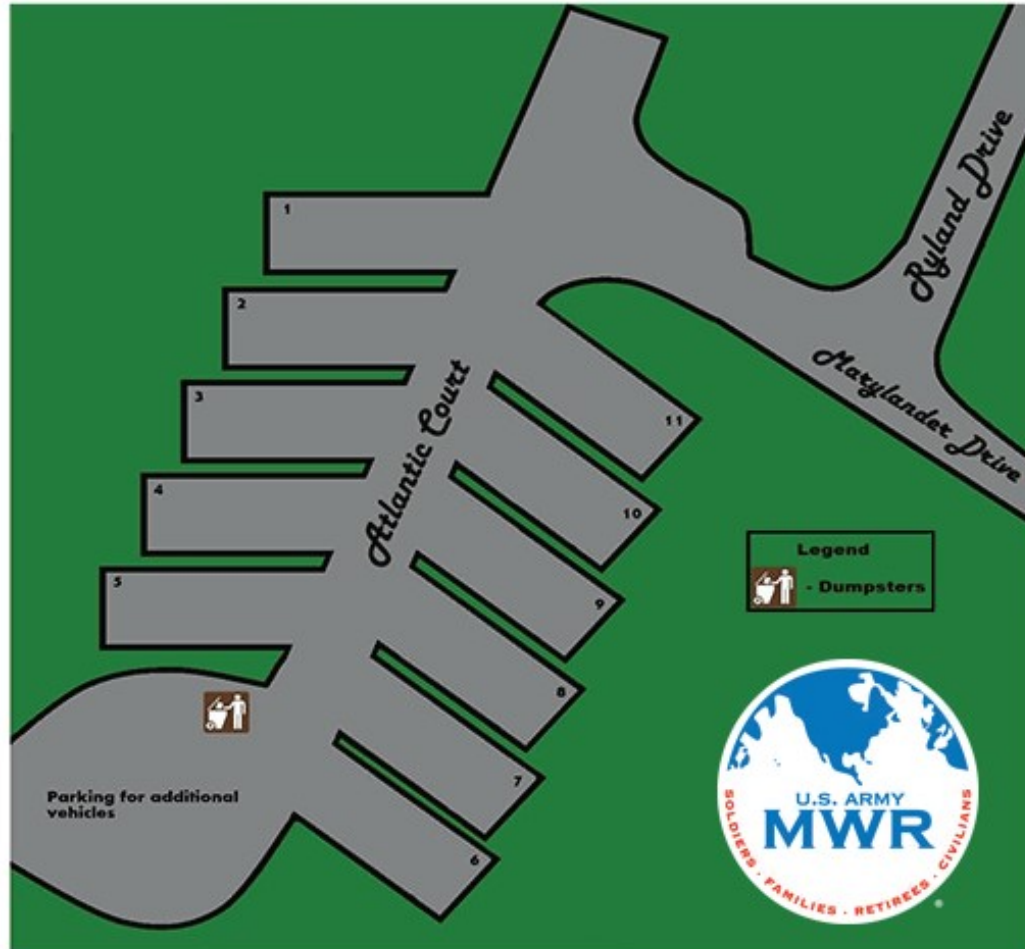 1
2
3
4
5
Atlantic Court
Ryland Drive
Marylander Drive
11
10
9
8
7
6
Legend
- Dumpsters
Parking for additional
vehicles
U.S. ARMY
MWR
SOLDIERS · FAMILIES · RETIREES · CIVILIANS
®